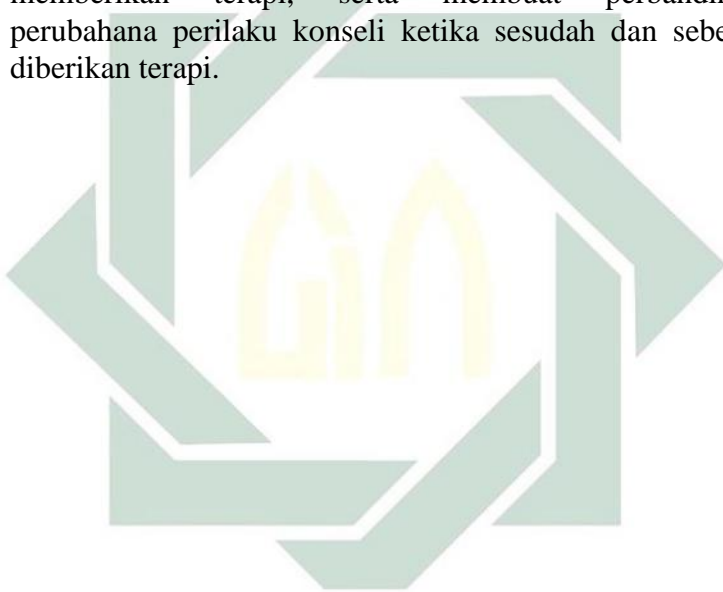 memberikan terapi, serta membuat perbandin
perubahana perilaku konseli ketika sesudah dan sebe
diberikan terapi.